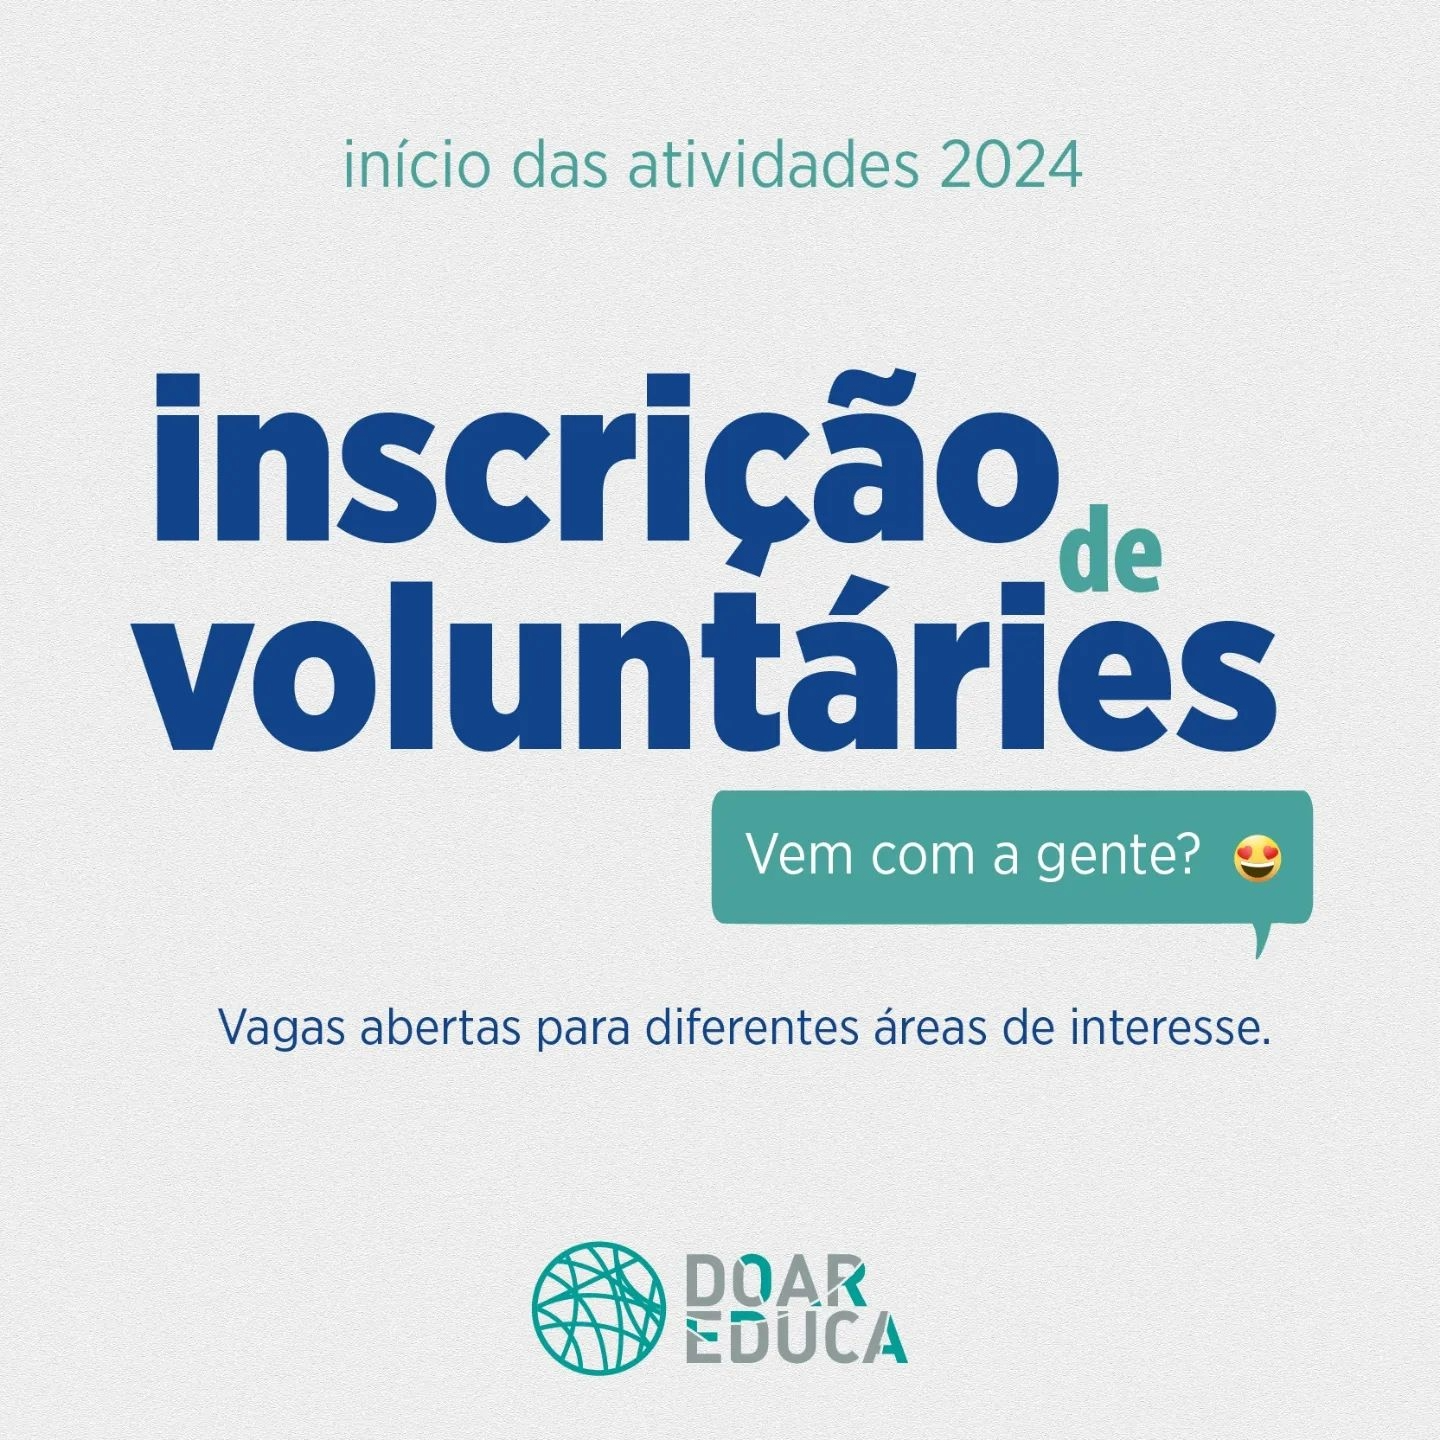 início das atividades 2024
inscrição de
voluntáries
Vem com a gente? 😍
Vagas abertas para diferentes áreas de interesse.
DOAR
EDUCA